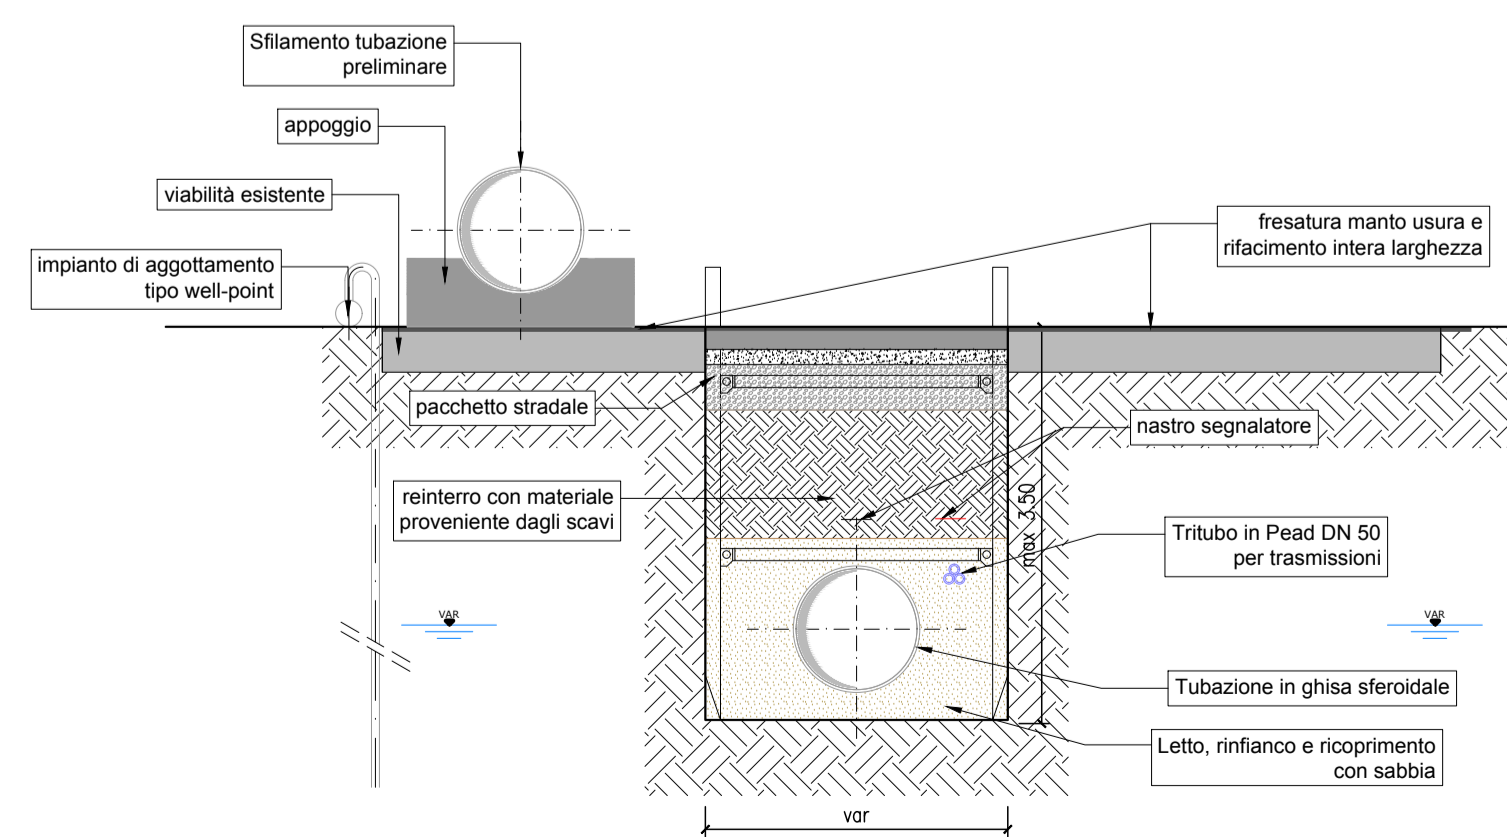 Sfilamento tubazione
preliminare
appoggio
viabilità esistente
fresatura manto usura e
rifacimento intera larghezza
impianto di aggottamento
tipo well-point
pacchetto stradale
nastro segnalatore
reinterro con materiale
proveniente dagli scavi
max 3.50
Tritubo in Pead DN 50
per trasmissioni
VAR
VAR
Tubazione in ghisa sferoidale
Letto, rinfianco e ricoprimento
con sabbia
var